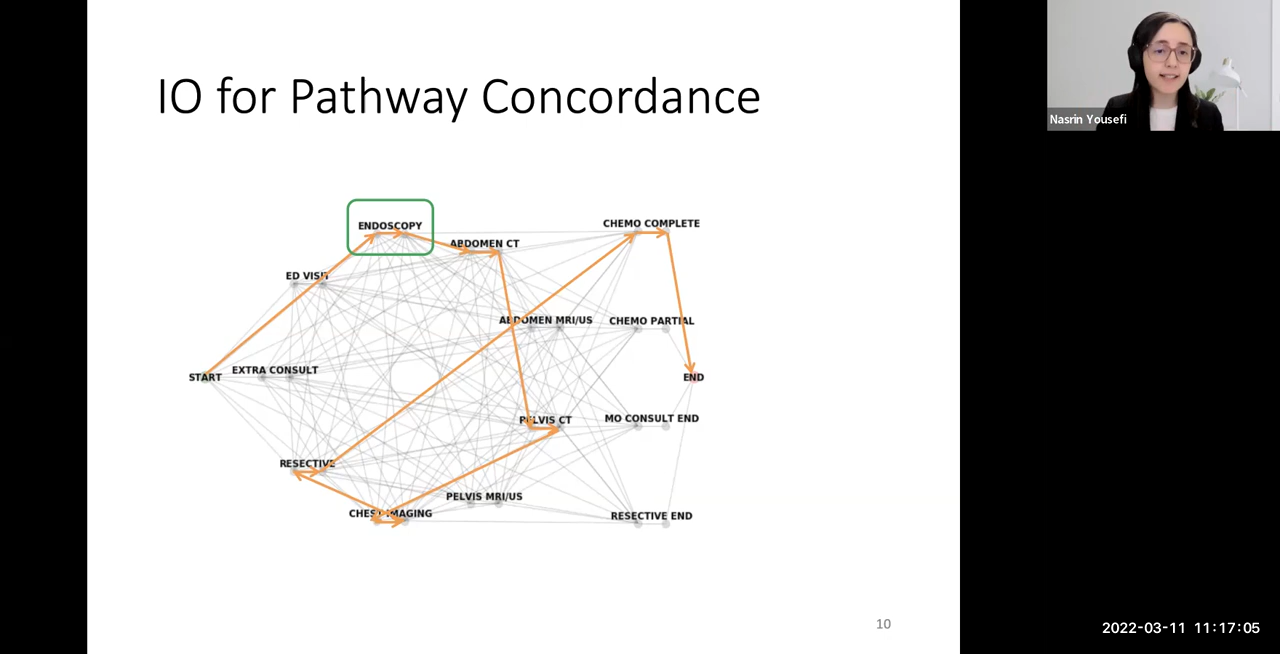 IO for Pathway Concordance
ENDOSCOPY
CHEMO COMPLETE
ABDOMEN CT
ED VISIT
ABDOMEN MRI/US
CHEMO PARTIAL
EXTRA CONSULT
START
END
PELVIS CT
MO CONSULT END
RESECTIVE
PELVIS MRI/US
CHEST IMAGING
RESECTIVE END
10
Nasrin Yousefi
2022-03-11 11:17:05